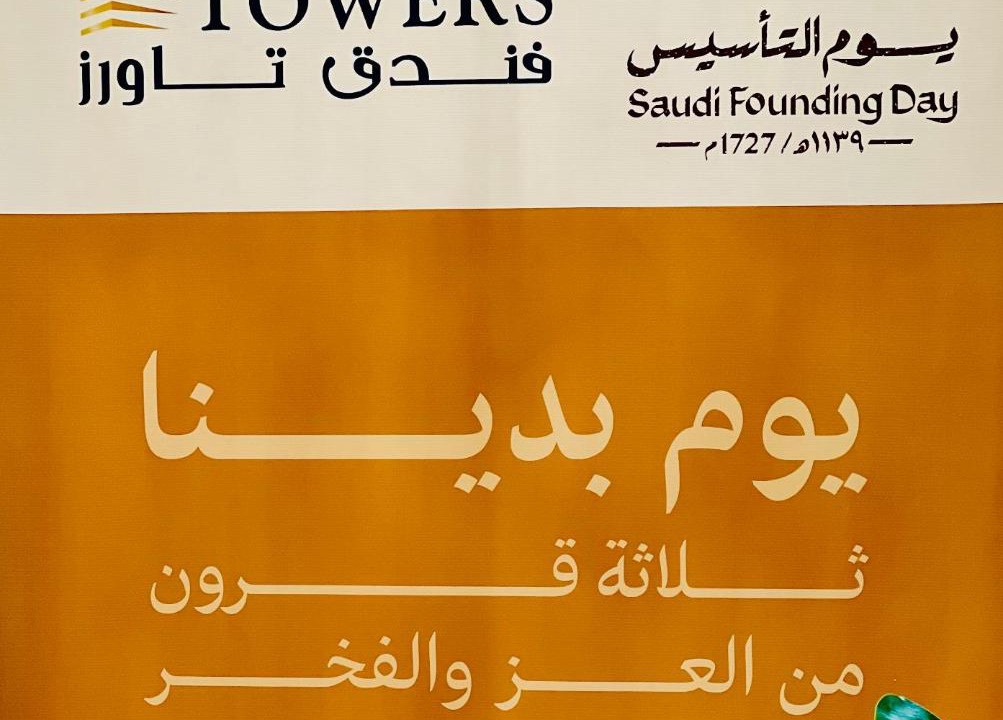 TOWERS
فندق تاورز
يوم التأسيس
Saudi Founding Day
١١٣٩هـ/ 1727م
يوم بدينا
ثلاثة قرون
من العز والفخر